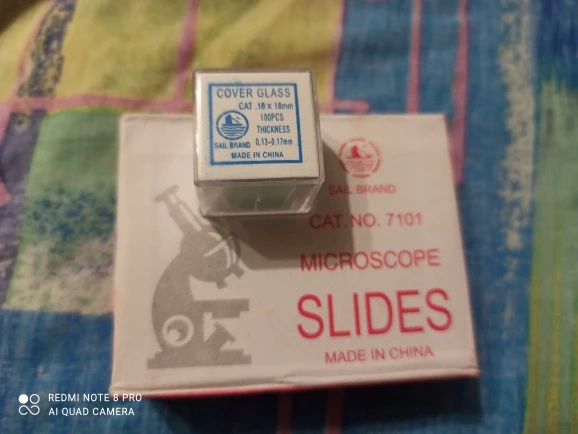 COVER GLASS
CAT .18 x 18mm
100PCS
THICKNESS
SAIL BRAND 0.13-0.17mm
MADE IN CHINA
SAIL BRAND
CAT.NO. 7101
MICROSCOPE
SLIDES
MADE IN CHINA
REDMI NOTE 8 PRO
AI QUAD CAMERA